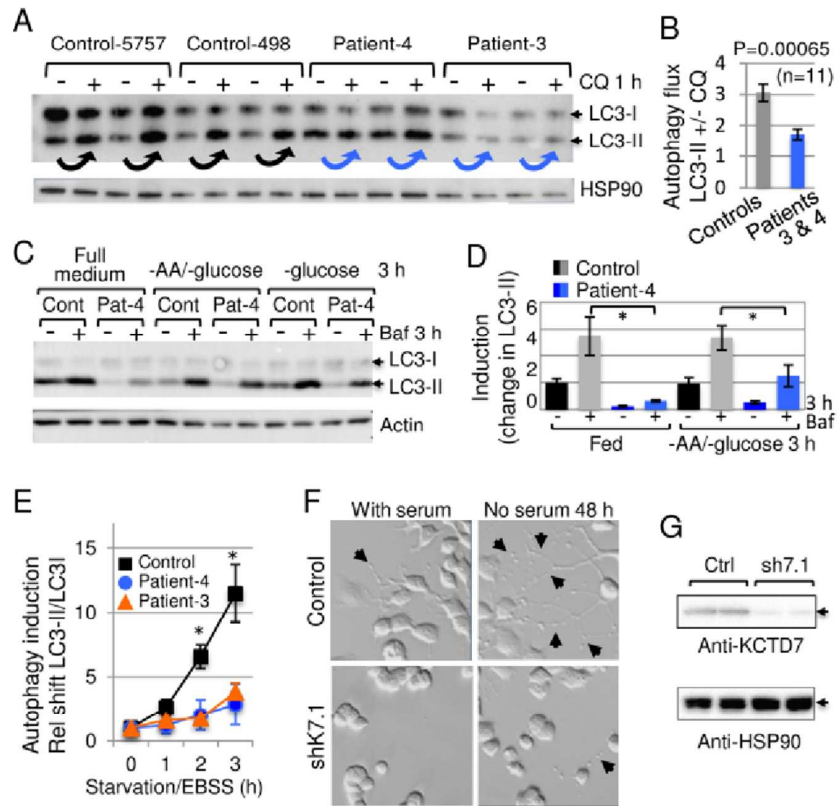 A
Control-5757 Control-498 Patient-4 Patient-3
- + - + - + - + - + - + - + - + CQ 1 h
LC3-I
LC3-II
HSP90
B
P=0.00065
(n=11)
Autophagy flux
LC3-II +/- CQ
4
3
2
1
0
Controls
Patients
3 & 4
C
Full
medium
-AA/-glucose -glucose 3 h
Cont Pat-4 Cont Pat-4 Cont Pat-4
- + - + - + - + - + - + Baf 3 h
LC3-I
LC3-II
Actin
D
Control
Patient-4
Induction
(change in LC3-II)
6
4
2
0
* *
- + - + - + - + 3 h
Baf
Fed -AA/-glucose 3 h
E
Autophagy induction
Rel shift LC3-II/LC3I
15
10
5
0
Control
Patient-4
Patient-3
*
*
0 1 2 3
Starvation/EBSS (h)
F
With serum No serum 48 h
Control
shK7.1
G
Ctrl sh7.1
Anti-KCTD7
Anti-HSP90